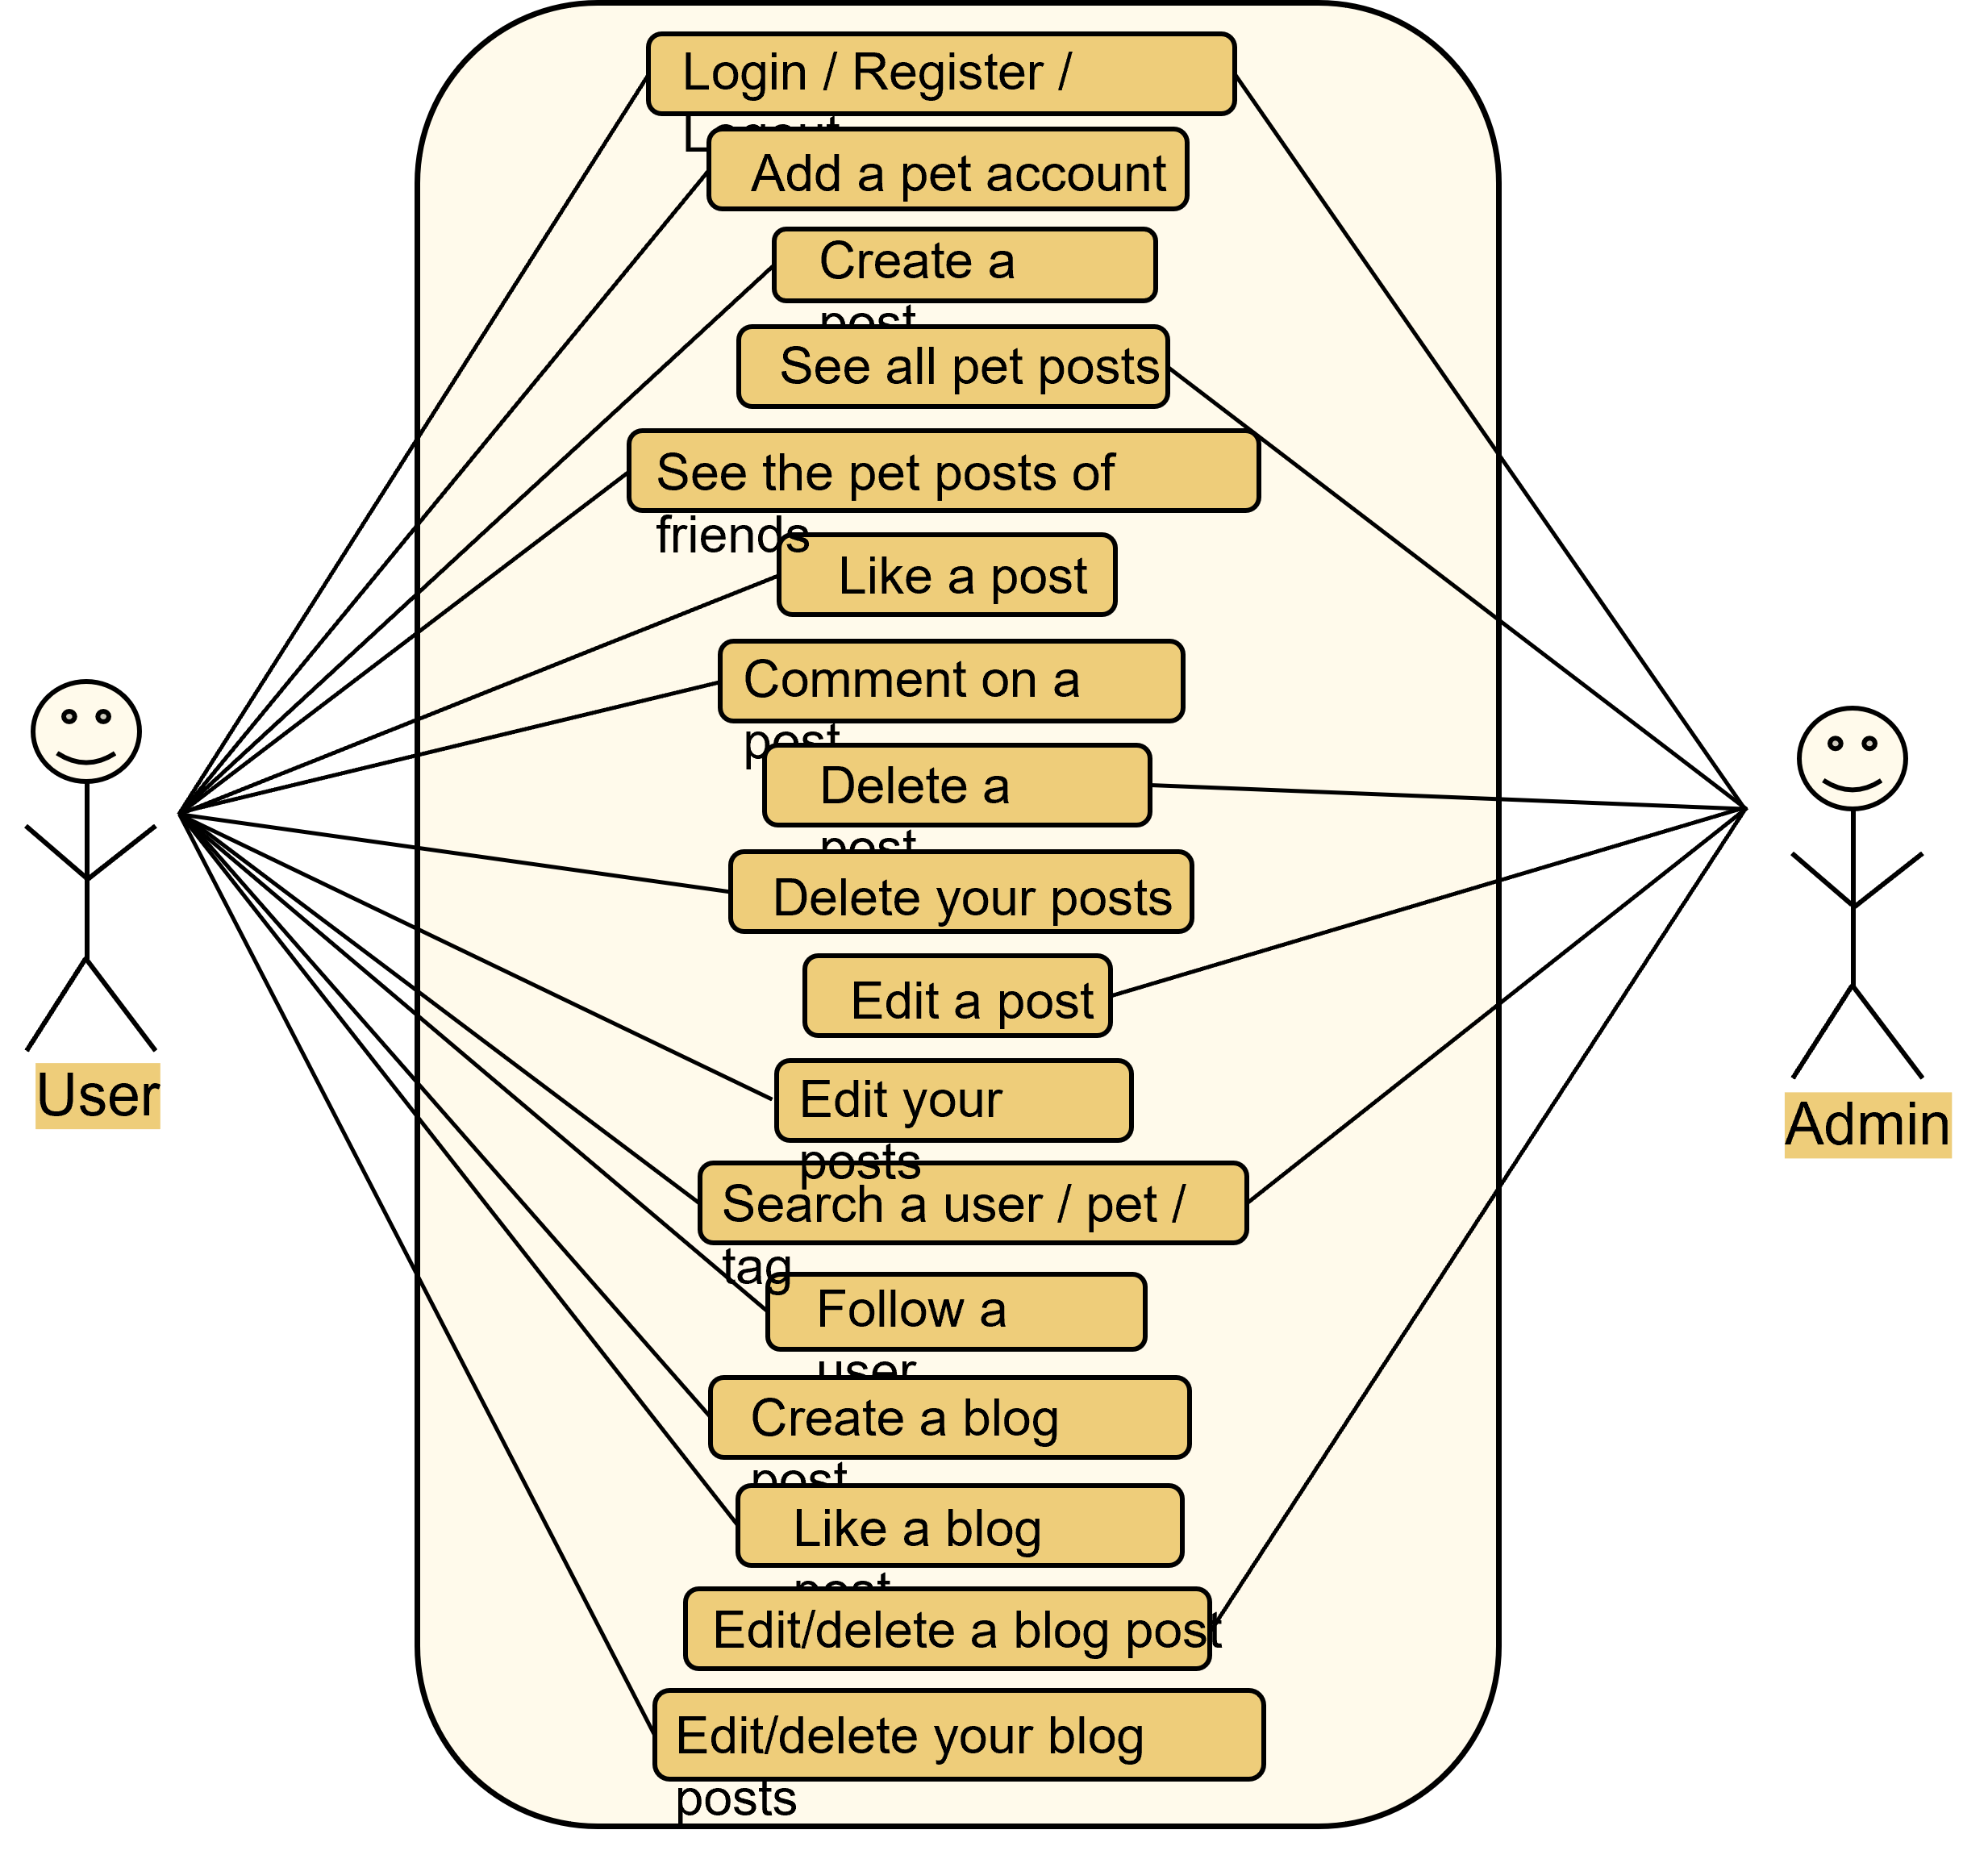 Login / Register /
Logout
Add a pet account
Create a
post
See all pet posts
See the pet posts of
friends
Like a post
Comment on a
post
Delete a
post
Delete your posts
Edit a post
Edit your
posts
Search a user / pet /
tag
Follow a
user
Create a blog
post
Like a blog
post
Edit/delete a blog post
Edit/delete your blog
posts
User
Admin